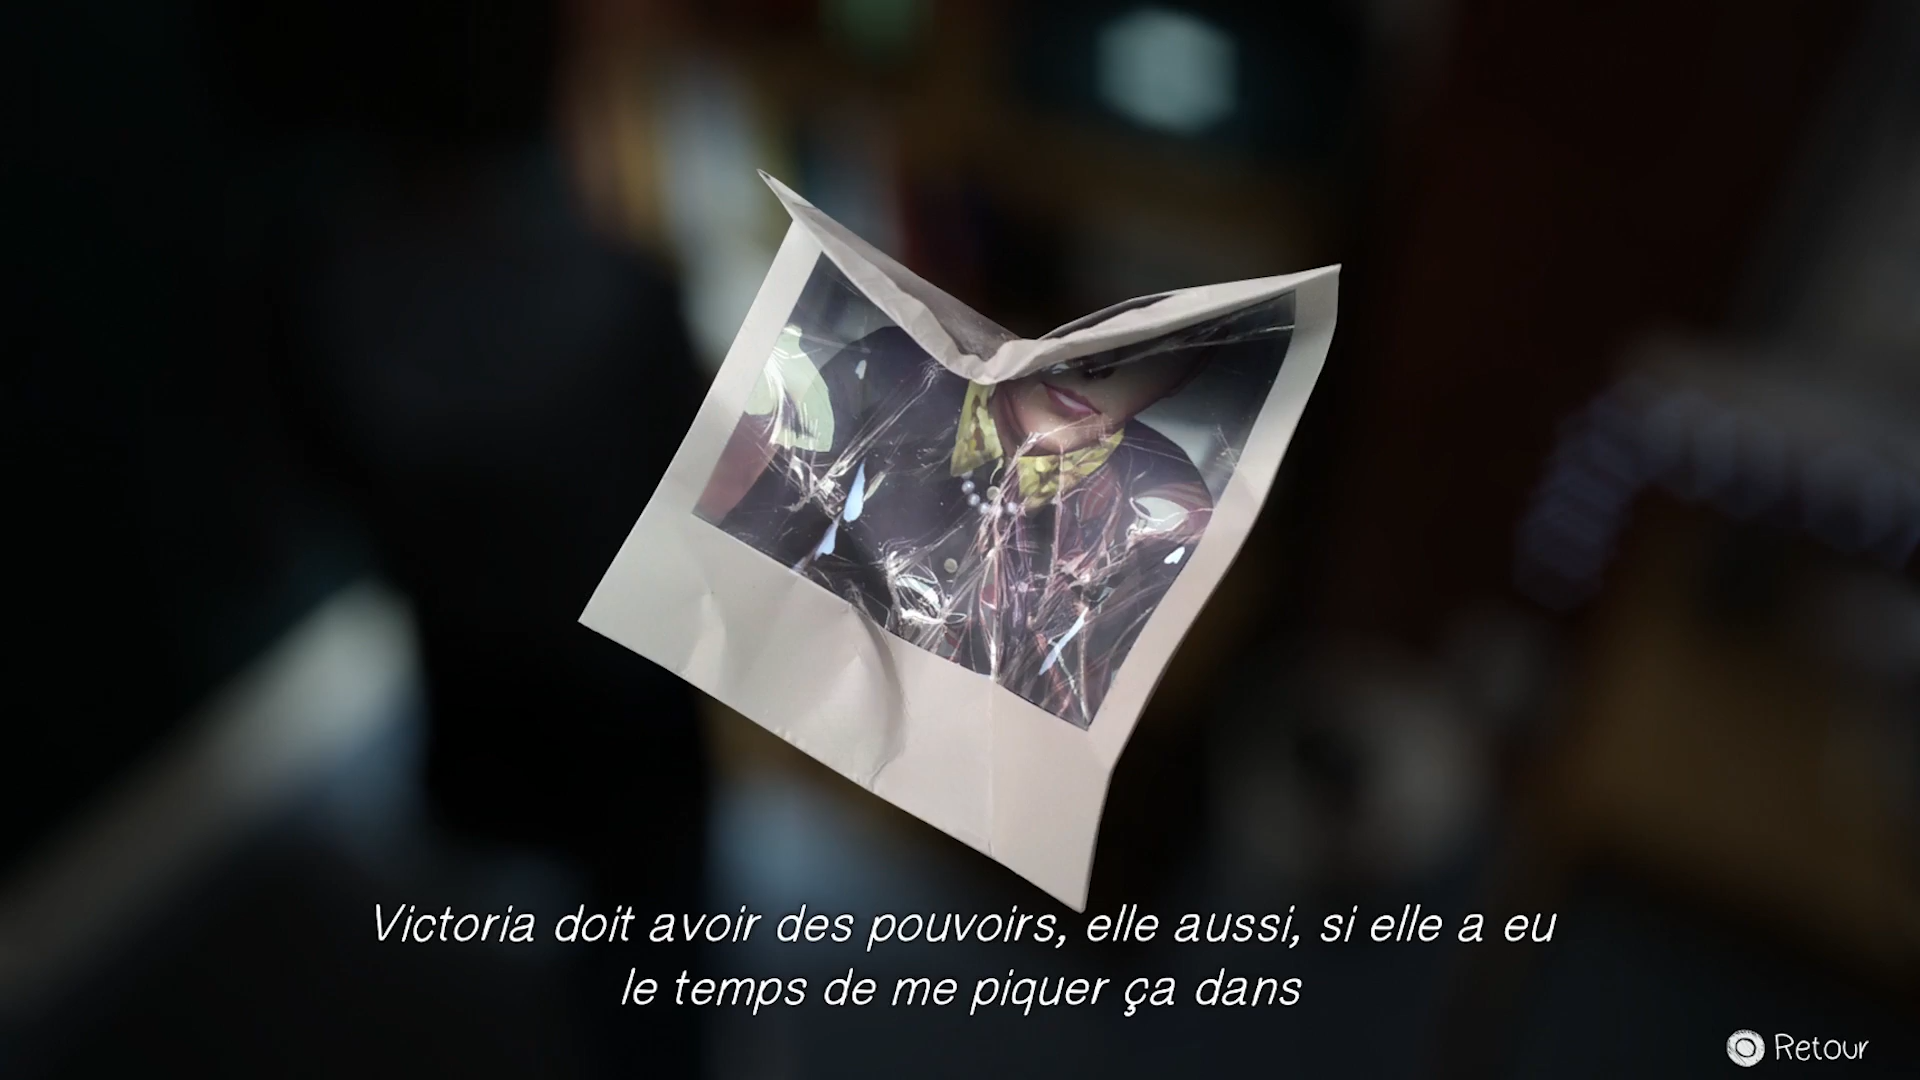 Victoria doit avoir des pouvoirs, elle aussi, si elle a eu
le temps de me piquer ça dans
Retour